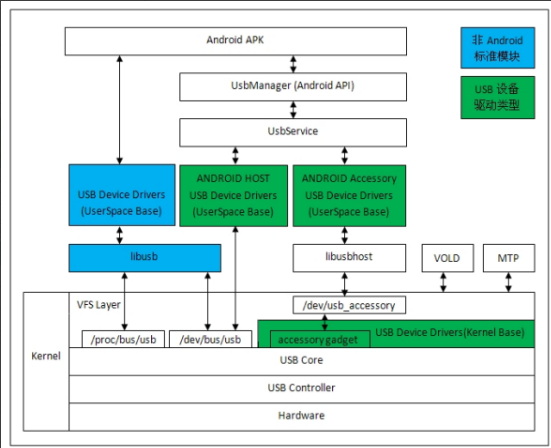 Android APK
非 Android
标准模块
UsbManager (Android API)
USB 设备
驱动类型
UsbService
USB Device Drivers
(UserSpace Base)
ANDROID HOST
USB Device Drivers
(UserSpace Base)
ANDROID Accessory
USB Device Drivers
(UserSpace Base)
libusb
libusbhost
VOLD
MTP
VFS Layer
/dev/usb_accessory
/proc/bus/usb
/dev/bus/usb
USB Device Drivers(Kernel Base)
accessory gadget
Kernel
USB Core
USB Controller
Hardware